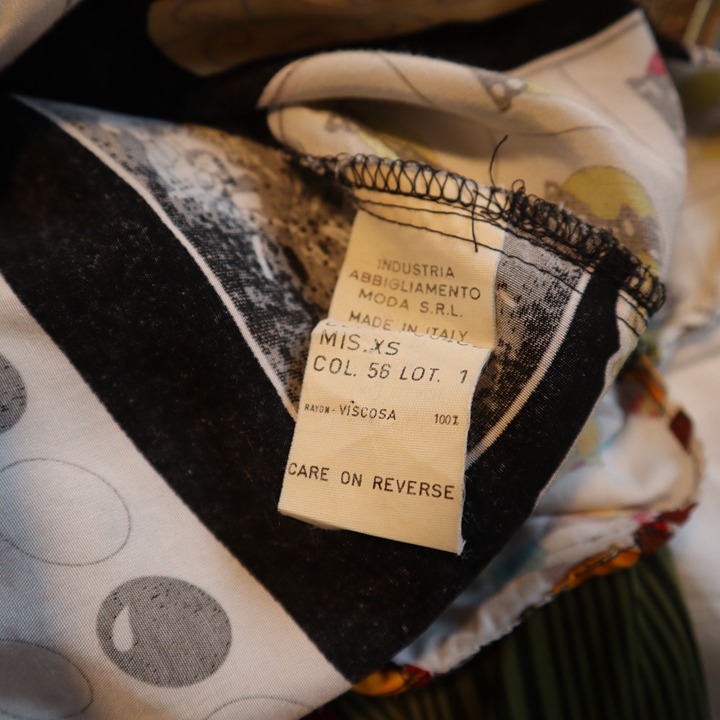 INDUSTRIA
ABBIGLIAMENTO
MODA S.R.L.
MADE IN ITALY
MIS. XS
COL. 56 LOT. 1
RAYON - VISCOSA 100%
CARE ON REVERSE